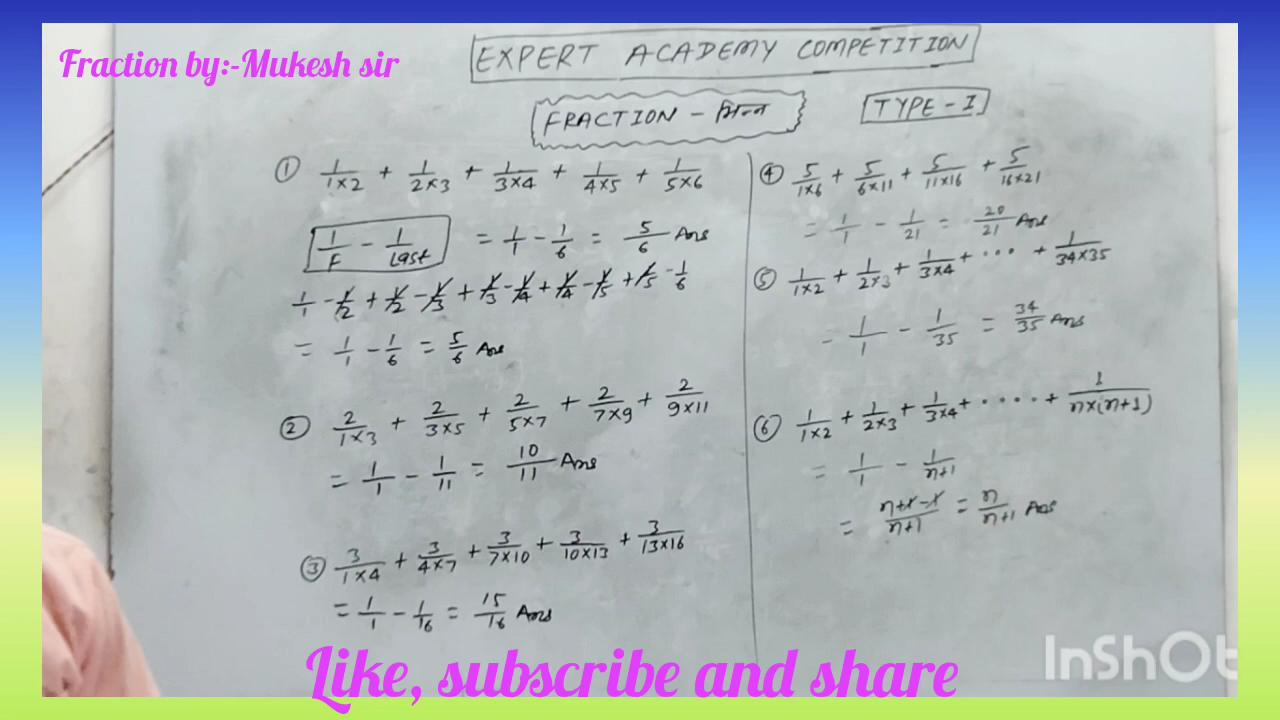 Fraction by:-Mukesh sir
EXPERT ACADEMY COMPETITION
FRACTION - भिन्न
TYPE - I
① 1/1×2 + 1/2×3 + 1/3×4 + 1/4×5 + 1/5×6
1/F - 1/Last = 1/1 - 1/6 = 5/6 Ans
1/1 - 1/2 + 1/2 - 1/3 + 1/3 - 1/4 + 1/4 - 1/5 + 1/5 - 1/6
= 1/1 - 1/6 = 5/6 Ans
② 2/1×3 + 2/3×5 + 2/5×7 + 2/7×9 + 2/9×11
= 1/1 - 1/11 = 10/11 Ans
③ 3/1×4 + 3/4×7 + 3/7×10 + 3/10×13 + 3/13×16
= 1/1 - 1/16 = 15/16 Ans
④ 5/1×6 + 5/6×11 + 5/11×16 + 5/16×21
= 1/1 - 1/21 = 20/21 Ans
⑤ 1/1×2 + 1/2×3 + 1/3×4 + ... + 1/34×35
= 1/1 - 1/35 = 34/35 Ans
⑥ 1/1×2 + 1/2×3 + 1/3×4 + ..... + 1/n×(n+1)
= 1/1 - 1/n+1
= n+1-1/n+1 = n/n+1 Ans
Like, subscribe and share
InShOt